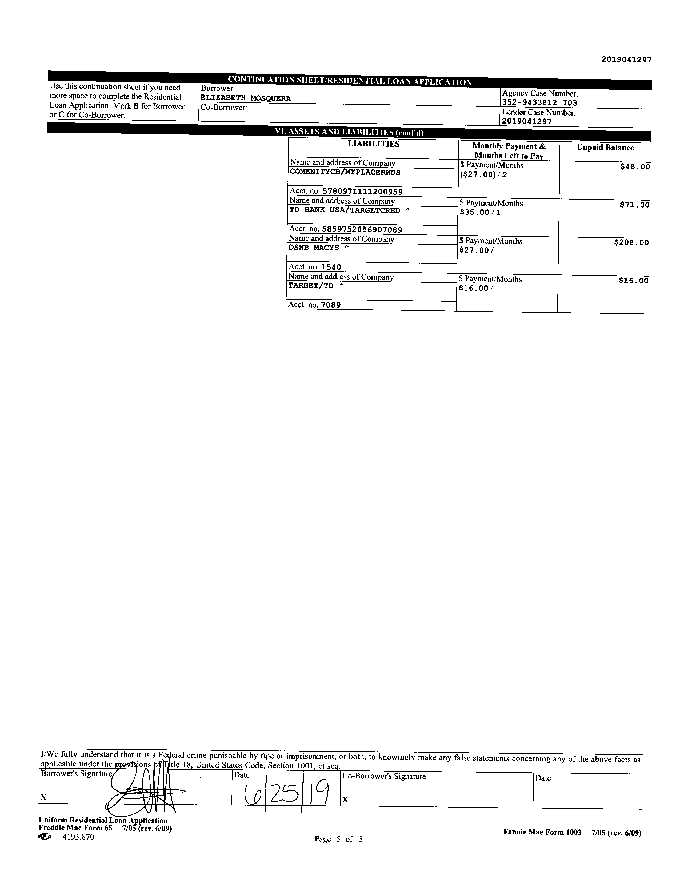 2019041297
CONTINUATION SHEET/RESIDENTIAL LOAN APPLICATION
Use this continuation sheet if you need
more space to complete the Residential
Loan Application. Mark B for Borrower
or C for Co-Borrower.
Borrower:
ELIZABETH MOSQUERA
Co-Borrower:
Agency Case Number:
352-9433812 703
Lender Case Number:
2019041297
VI. ASSETS AND LIABILITIES (cont'd)
LIABILITIES
Monthly Payment &
Months Left to Pay
Unpaid Balance
Name and address of Company
COMENITYCB/MYPLACERWDS
$ Payment/Months
($27.00)/2
$48.00
Acct. no. 5780971111200959
Name and address of Company
TD BANK USA/TARGETCRED *
$ Payment/Months
$35.00/1
$71.00
Acct. no. 5859752086907089
Name and address of Company
DSNB MACYS *
$ Payment/Months
$27.00/
$208.00
Acct. no. 1540
Name and address of Company
TARGET/TD *
$ Payment/Months
$16.00/
$16.00
Acct. no. 7089
I/We fully understand that it is a Federal crime punishable by fine or imprisonment, or both, to knowingly make any false statements concerning any of the above facts as
applicable under the provisions of Title 18, United States Code, Section 1001, et seq.
Borrower's Signature
X
Date
6 25 19
Co-Borrower's Signature
X
Date
Uniform Residential Loan Application
Freddie Mac Form 65 7/05 (rev. 6/09)
Page 5 of 5
Fannie Mae Form 1003 7/05 (rev. 6/09)